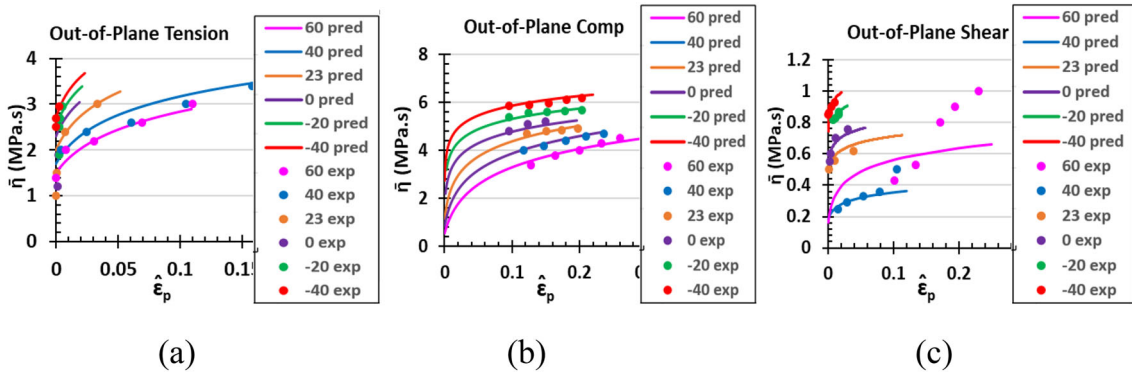 Out-of-Plane Tension
η̄ (MPa.s)
4
3
2
1
0
0
0.05
0.1
0.15
ε̂p
60 pred
40 pred
23 pred
0 pred
-20 pred
-40 pred
60 exp
40 exp
23 exp
0 exp
-20 exp
-40 exp
(a)
Out-of-Plane Comp
η̄ (MPa.s)
8
6
4
2
0
0
0.1
0.2
ε̂p
60 pred
40 pred
23 pred
0 pred
-20 pred
-40 pred
60 exp
40 exp
23 exp
0 exp
-20 exp
-40 exp
(b)
Out-of-Plane Shear
η̄ (MPa.s)
1.2
1
0.8
0.6
0.4
0.2
0
0
0.1
0.2
ε̂p
60 pred
40 pred
23 pred
0 pred
-20 pred
-40 pred
60 exp
40 exp
23 exp
0 exp
-20 exp
-40 exp
(c)